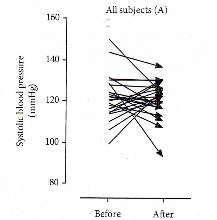 All subjects (A)
160
140
120
100
80
Systolic blood pressure
(mmHg)
Before After